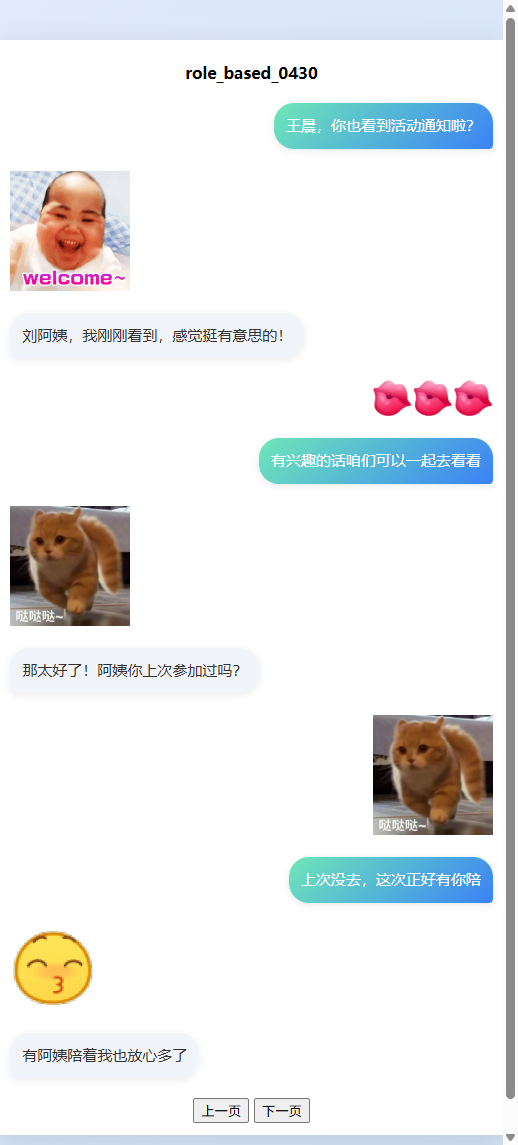 role_based_0430
王晨，你也看到活动通知啦？
welcome~
刘阿姨，我刚刚看到，感觉挺有意思的！
有兴趣的话咱们可以一起去看看
哒哒哒~
那太好了！阿姨你上次参加过吗？
哒哒哒~
上次没去，这次正好有你陪
有阿姨陪着我也放心多了
上一页 下一页